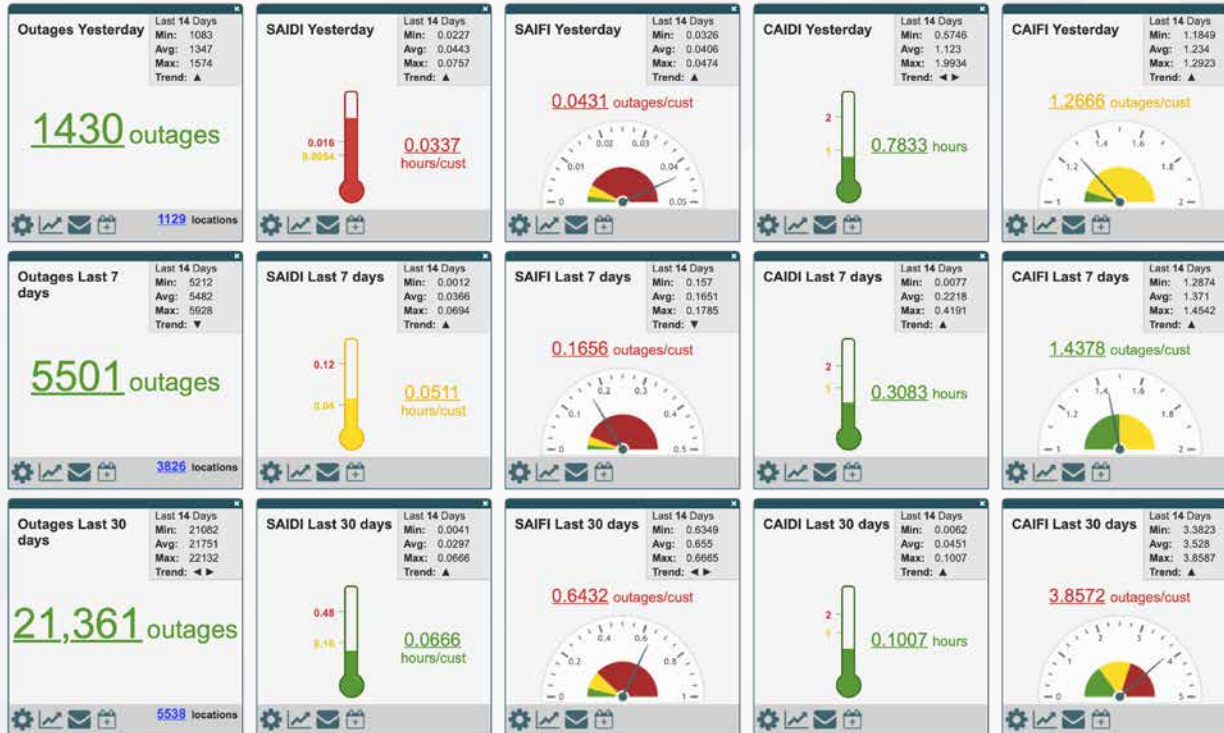 Outages Yesterday
Last 14 Days
Min: 1083
Avg: 1347
Max: 1574
Trend: ▲
1430 outages
1129 locations
SAIDI Yesterday
Last 14 Days
Min: 0.0227
Avg: 0.0443
Max: 0.0757
Trend: ▲
0.016
0.0054
0.0337
hours/cust
SAIFI Yesterday
Last 14 Days
Min: 0.0326
Avg: 0.0406
Max: 0.0474
Trend: ▲
0.0431 outages/cust
0
0.01
0.02
0.03
0.04
0.05
CAIDI Yesterday
Last 14 Days
Min: 0.5746
Avg: 1.123
Max: 1.9934
Trend: ◄ ►
2
1
0.7833 hours
CAIFI Yesterday
Last 14 Days
Min: 1.1849
Avg: 1.234
Max: 1.2923
Trend: ▲
1.2666 outages/cust
1
1.2
1.4
1.6
1.8
2
Outages Last 7
days
Last 14 Days
Min: 5212
Avg: 5482
Max: 5928
Trend: ▼
5501 outages
3826 locations
SAIDI Last 7 days
Last 14 Days
Min: 0.0012
Avg: 0.0366
Max: 0.0694
Trend: ▲
0.12
0.04
0.0511
hours/cust
SAIFI Last 7 days
Last 14 Days
Min: 0.157
Avg: 0.1651
Max: 0.1785
Trend: ▼
0.1656 outages/cust
0
0.1
0.2
0.3
0.4
0.5
CAIDI Last 7 days
Last 14 Days
Min: 0.0077
Avg: 0.2218
Max: 0.4191
Trend: ▲
2
1
0.3083 hours
CAIFI Last 7 days
Last 14 Days
Min: 1.2874
Avg: 1.371
Max: 1.4542
Trend: ▲
1.4378 outages/cust
1
1.2
1.4
1.6
1.8
2
Outages Last 30
days
Last 14 Days
Min: 21082
Avg: 21751
Max: 22132
Trend: ◄ ►
21,361 outages
5538 locations
SAIDI Last 30 days
Last 14 Days
Min: 0.0041
Avg: 0.0297
Max: 0.0666
Trend: ▲
0.48
0.16
0.0666
hours/cust
SAIFI Last 30 days
Last 14 Days
Min: 0.6349
Avg: 0.655
Max: 0.6665
Trend: ◄ ►
0.6432 outages/cust
0
0.2
0.4
0.6
0.8
1
CAIDI Last 30 days
Last 14 Days
Min: 0.0062
Avg: 0.0451
Max: 0.1007
Trend: ▲
2
1
0.1007 hours
CAIFI Last 30 days
Last 14 Days
Min: 3.3823
Avg: 3.528
Max: 3.8587
Trend: ▲
3.8572 outages/cust
0
1
2
3
4
5